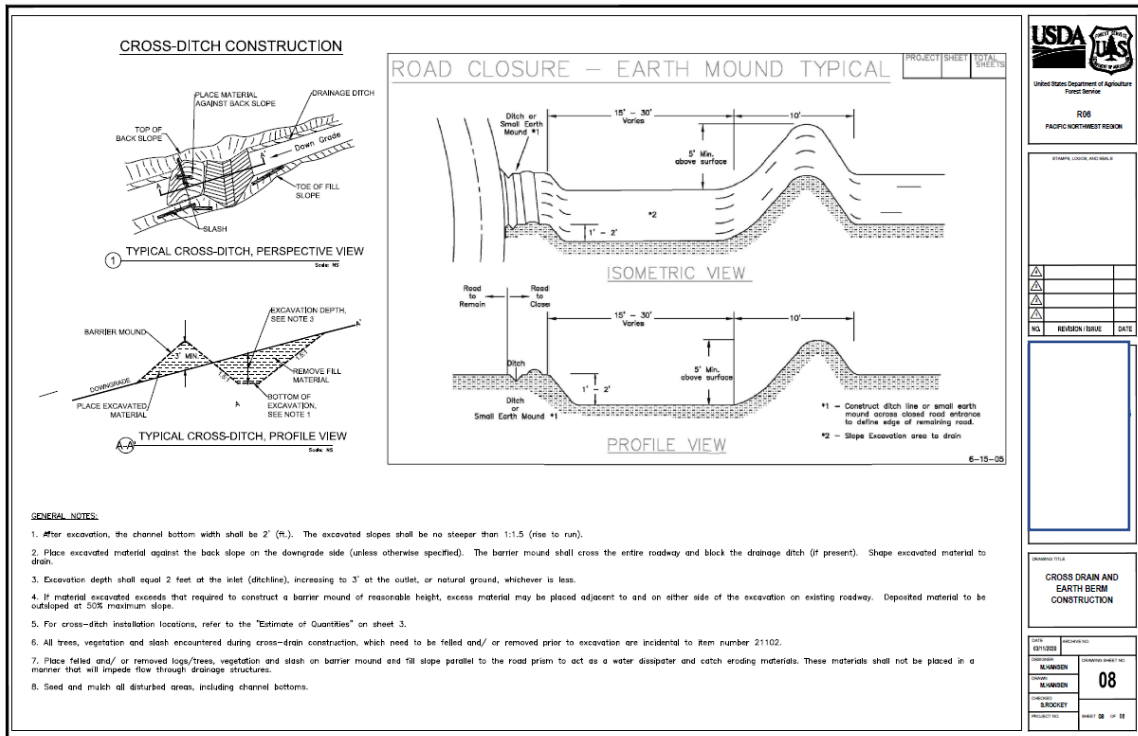 CROSS-DITCH CONSTRUCTION
PLACE MATERIAL
AGAINST BACK SLOPE
DRAINAGE DITCH
TOP OF
BACK SLOPE
A'
Down Grade
A
TOE OF FILL
SLOPE
SLASH
1 TYPICAL CROSS-DITCH, PERSPECTIVE VIEW
Scale: NS
EXCAVATION DEPTH,
SEE NOTE 3
A'
BARRIER MOUND
3' MIN
1.5:1
1.5:1
REMOVE FILL
MATERIAL
DOWNGRADE
PLACE EXCAVATED
MATERIAL
A
BOTTOM OF
EXCAVATION,
SEE NOTE 1
A-A' TYPICAL CROSS-DITCH, PROFILE VIEW
Scale: NS
ROAD CLOSURE – EARTH MOUND TYPICAL
PROJECT SHEET TOTAL SHEETS
Ditch or
Small Earth
Mound *1
15' - 30'
Varies
10'
5' Min.
above surface
*2
1' - 2'
ISOMETRIC VIEW
Road
to
Remain
Road
to
Close
15' - 30'
Varies
10'
Ditch
5' Min.
above surface
1' - 2'
Ditch
or
Small Earth Mound *1
*1 – Construct ditch line or small earth
mound across closed road entrance
to define edge of remaining road.
*2 – Slope Excavation area to drain
PROFILE VIEW
6-15-05
GENERAL NOTES:
1. After excavation, the channel bottom width shall be 2' (ft.). The excavated slopes shall be no steeper than 1:1.5 (rise to run).
2. Place excavated material against the back slope on the downgrade side (unless otherwise specified). The barrier mound shall cross the entire roadway and block the drainage ditch (if present). Shape excavated material to
drain.
3. Excavation depth shall equal 2 feet at the inlet (ditchline), increasing to 3' at the outlet, or natural ground, whichever is less.
4. If material excavated exceeds that required to construct a barrier mound of reasonable height, excess material may be placed adjacent to and on either side of the excavation on existing roadway. Deposited material to be
outsloped at 50% maximum slope.
5. For cross-ditch installation locations, refer to the "Estimate of Quantities" on sheet 3.
6. All trees, vegetation and slash encountered during cross-drain construction, which need to be felled and/ or removed prior to excavation are incidental to item number 21102.
7. Place felled and/ or removed logs/trees, vegetation and slash on barrier mound and fill slope parallel to the road prism to act as a water dissipater and catch eroding materials. These materials shall not be placed in a
manner that will impede flow through drainage structures.
8. Seed and mulch all disturbed areas, including channel bottoms.
USDA
UAS
United States Department of Agriculture
Forest Service
R06
PACIFIC NORTHWEST REGION
STAMPS, LOGOS, AND SEALS
4
3
2
1
NO. REVISION / ISSUE DATE
DRAWING TITLE
CROSS DRAIN AND
EARTH BERM
CONSTRUCTION
DATE ARCHIVE NO.
03/11/2020
DESIGNER
M.HANSEN
DRAWING SHEET NO.
08
DRAWN
M.HANSEN
CHECKED
S.ROCKEY
PROJECT NO.
SHEET 08 OF